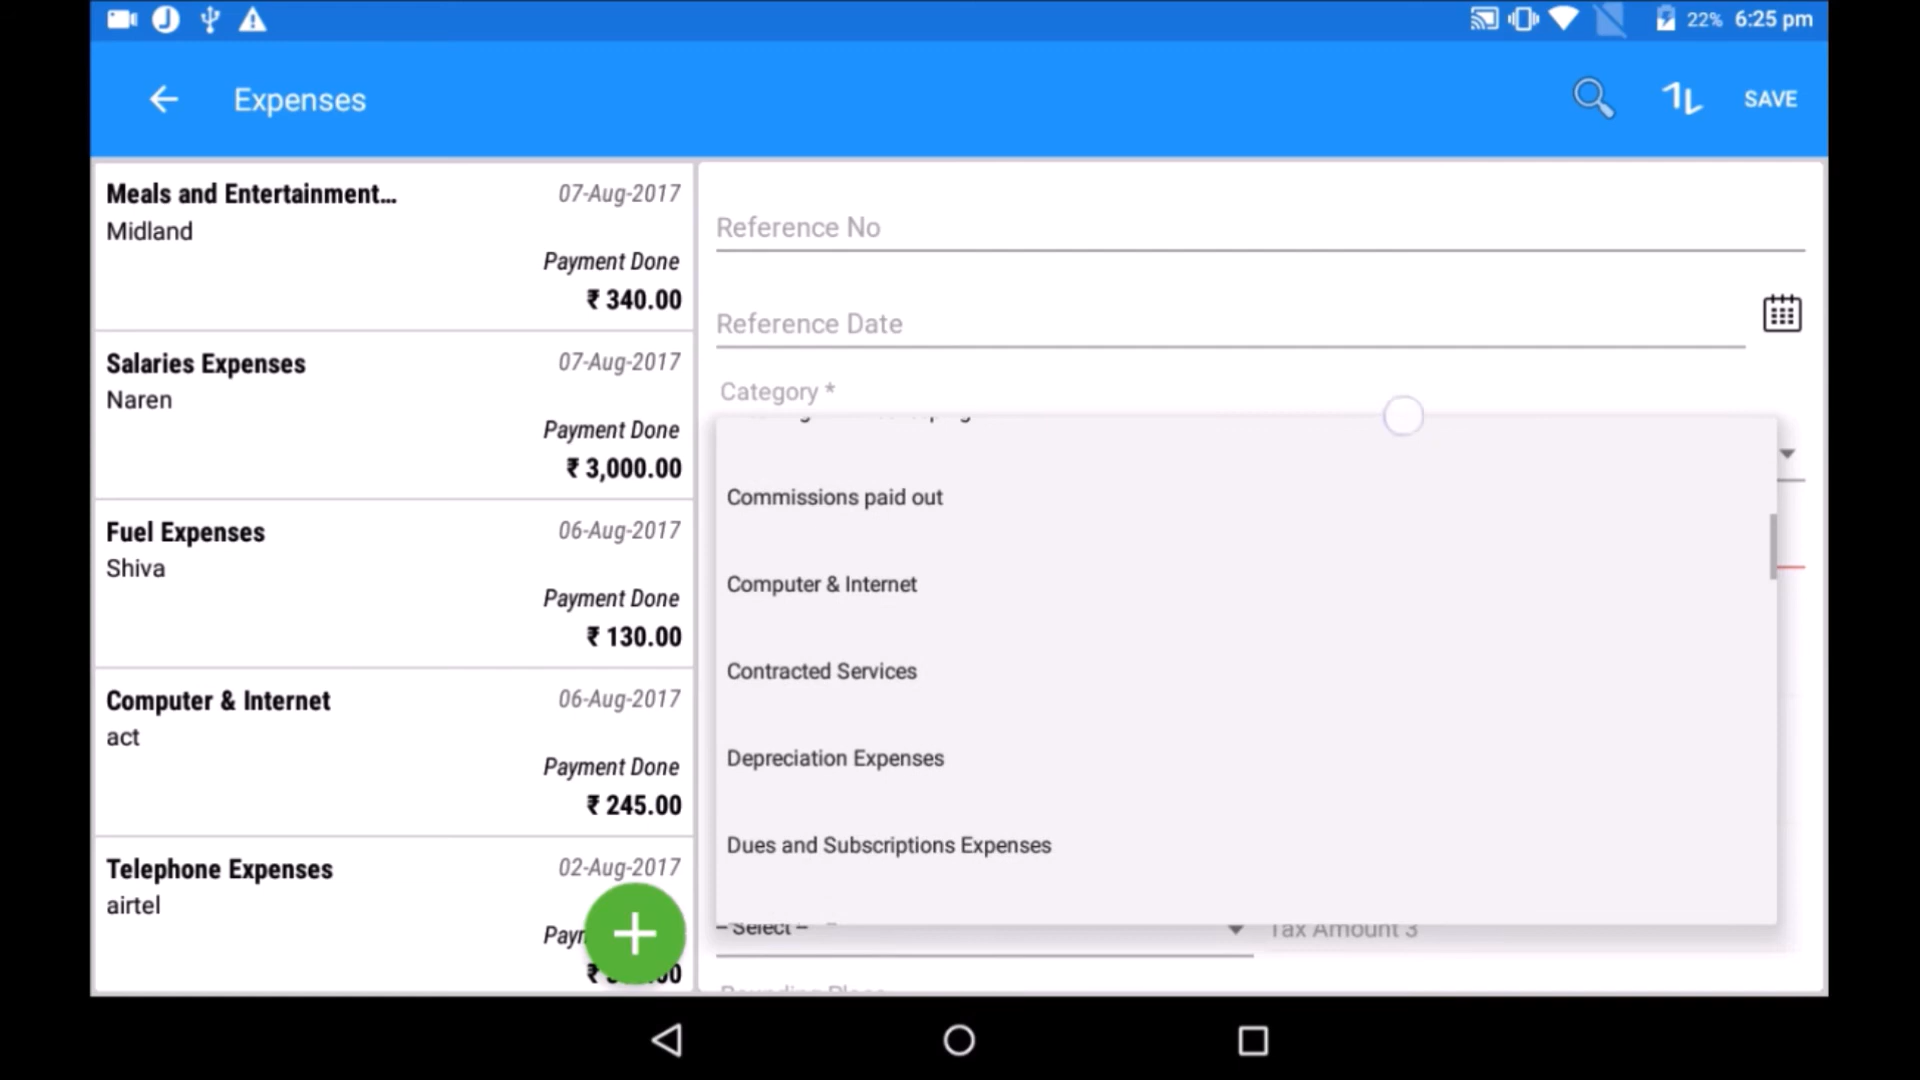 22% 6:25 pm
Expenses
SAVE
Meals and Entertainment... 07-Aug-2017
Midland
Payment Done
₹ 340.00
Salaries Expenses 07-Aug-2017
Naren
Payment Done
₹ 3,000.00
Fuel Expenses 06-Aug-2017
Shiva
Payment Done
₹ 130.00
Computer & Internet 06-Aug-2017
act
Payment Done
₹ 245.00
Telephone Expenses 02-Aug-2017
airtel
Reference No
Reference Date
Category *
Commissions paid out
Computer & Internet
Contracted Services
Depreciation Expenses
Dues and Subscriptions Expenses
– Select – Tax Amount 3